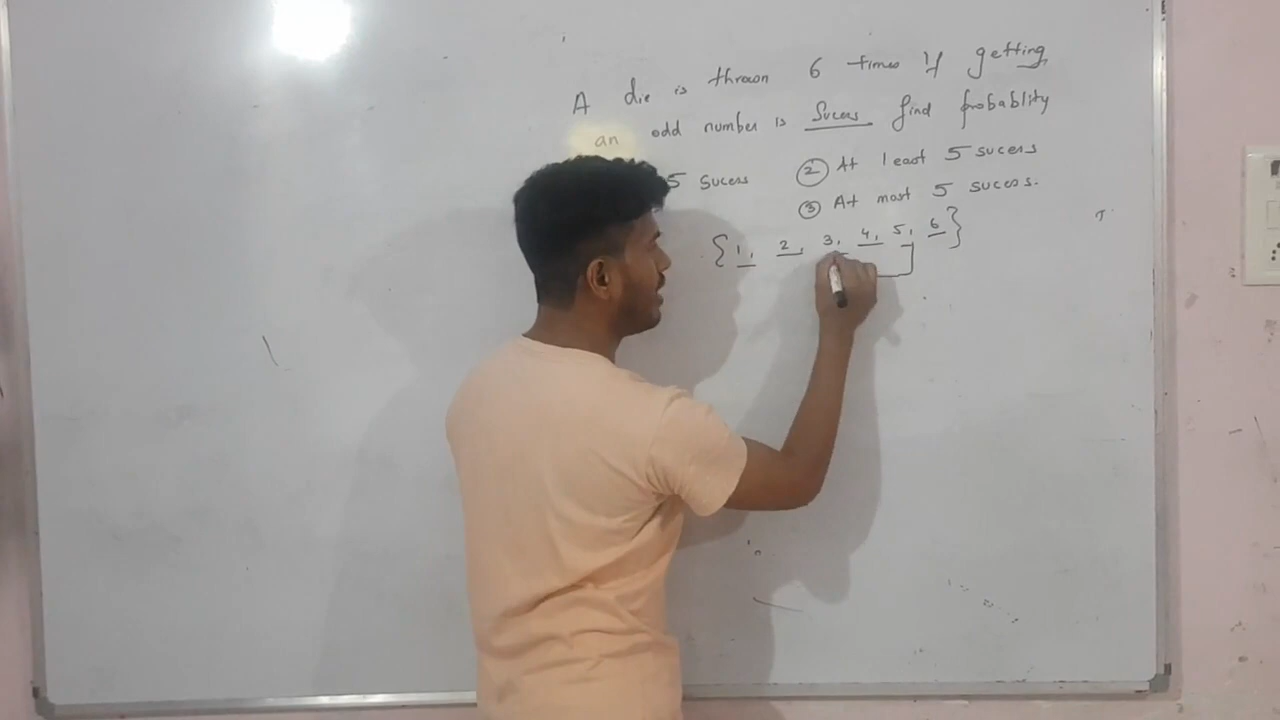 A die is thrown 6 times if getting
an odd number is Sucess find probablity
5 Sucess ② At least 5 sucess
③ At most 5 sucess.
{1, 2, 3, 4, 5, 6}